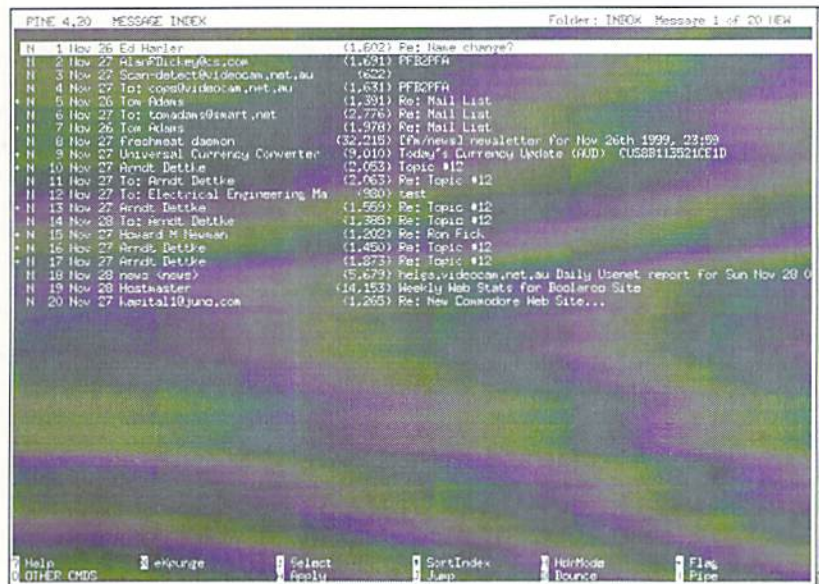 PINE 4.20 MESSAGE INDEX Folder: INBOX Message 1 of 20 NEW
N 1 Nov 26 Ed Harler (1,602) Re: Name change?
N 2 Nov 27 AlanRDickey@cs.com (1,691) PFB2PFA
N 3 Nov 27 Scan-detect@videocam.net.au (622)
N 4 Nov 27 To: cops@videocam.net.au (1,631) PFB2PFA
+ N 5 Nov 26 Tom Adams (1,391) Re: Mail List
N 6 Nov 27 To: tomadams@smart.net (2,776) Re: Mail List
+ N 7 Nov 26 Tom Adams (1,978) Re: Mail List
N 8 Nov 27 freshmeat daemon (32,215) [fm/news] newsletter for Nov 26th 1999, 23:59
+ N 9 Nov 27 Universal Currency Converter (9,010) Today's Currency Update (AUD)
+ N 10 Nov 27 Arndt Dettke (2,053) Topic #12
N 11 Nov 27 To: Arndt Dettke (2,063) Re: Topic #12
N 12 Nov 27 To: Electrical Engineering Ma (980) test
+ N 13 Nov 27 Arndt Dettke (1,559) Re: Topic #12
N 14 Nov 28 To: Arndt Dettke (1,385) Re: Topic #12
+ N 15 Nov 27 Howard M Newman (1,202) Re: Ron Fick
+ N 16 Nov 27 Arndt Dettke (1,450) Re: Topic #12
+ N 17 Nov 27 Arndt Dettke (1,873) Re: Topic #12
N 18 Nov 28 news <news> (5,679) helga.videocam.net.au Daily Usenet report for Sun Nov 28 0
N 19 Nov 28 Hostmaster (14,153) Weekly Web Stats for Boolaroo Site
N 20 Nov 27 kapital1@juno.com (1,265) Re: New Commodore Web Site...
? Help X eXpunge ; Select $ SortIndex H HdrMode * Flag
O OTHER CMDS A Apply J Jump B Bounce | Pipe